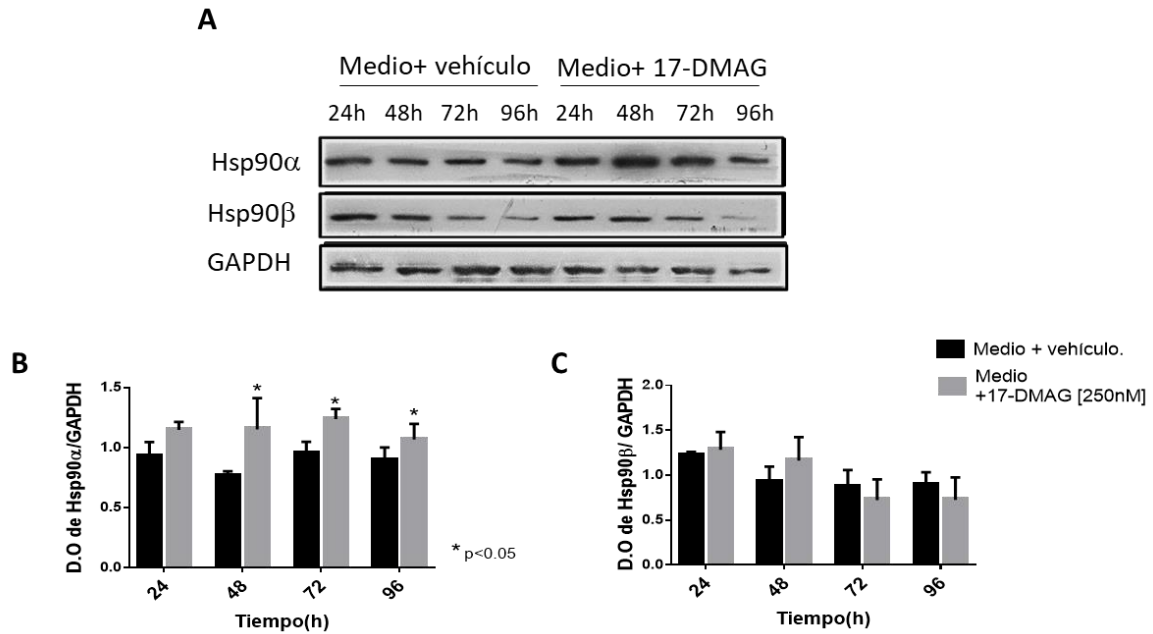 A
Medio+ vehículo Medio+ 17-DMAG
24h 48h 72h 96h 24h 48h 72h 96h
Hsp90α
Hsp90β
GAPDH
B
D.O de Hsp90α/GAPDH
1.5
1.0
0.5
0.0
* * *
24 48 72 96
Tiempo(h)
* p<0.05
C
Medio + vehículo.
Medio
+17-DMAG [250nM]
D.O de Hsp90β/ GAPDH
2.0
1.5
1.0
0.5
0.0
24 48 72 96
Tiempo(h)